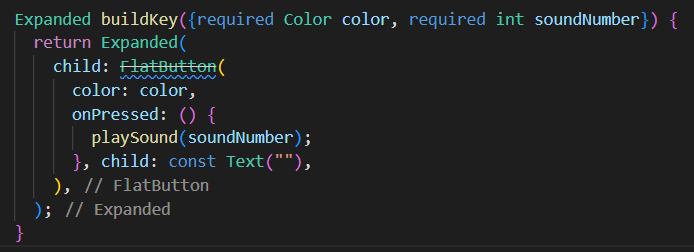 Expanded buildKey({required Color color, required int soundNumber}) {
return Expanded(
child: FlatButton(
color: color,
onPressed: () {
playSound(soundNumber);
}, child: const Text(""),
), // FlatButton
); // Expanded
}